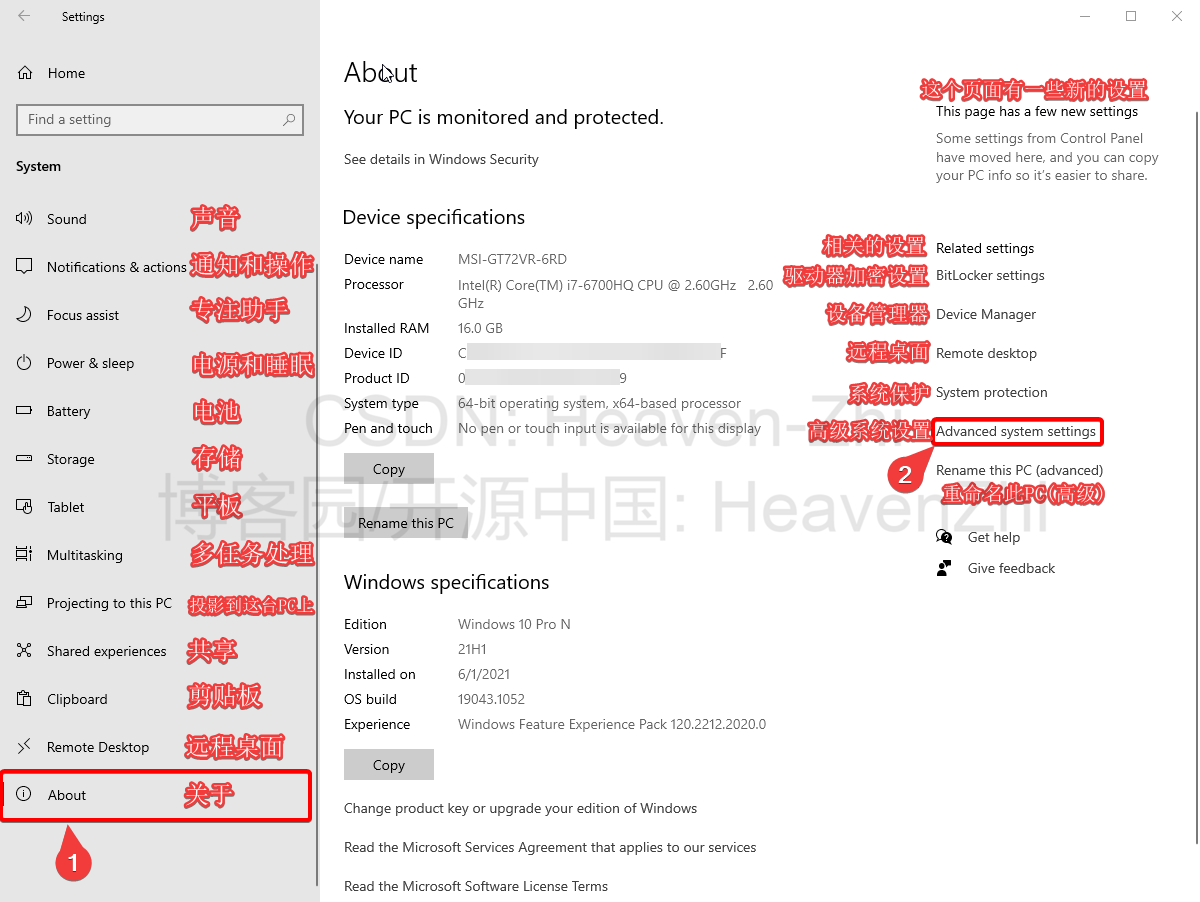 Settings
Home
Find a setting
System
Sound 声音
Notifications & actions 通知和操作
Focus assist 专注助手
Power & sleep 电源和睡眠
Battery 电池
Storage 存储
Tablet 平板
Multitasking 多任务处理
Projecting to this PC 投影到这台PC上
Shared experiences 共享
Clipboard 剪贴板
Remote Desktop 远程桌面
About 关于
1
About
Your PC is monitored and protected.
See details in Windows Security
Device specifications
Device name MSI-GT72VR-6RD
Processor Intel(R) Core(TM) i7-6700HQ CPU @ 2.60GHz 2.60
GHz
Installed RAM 16.0 GB
Device ID C F
Product ID 0 9
System type 64-bit operating system, x64-based processor
Pen and touch No pen or touch input is available for this display
Copy
Rename this PC
Windows specifications
Edition Windows 10 Pro N
Version 21H1
Installed on 6/1/2021
OS build 19043.1052
Experience Windows Feature Experience Pack 120.2212.2020.0
Copy
Change product key or upgrade your edition of Windows
Read the Microsoft Services Agreement that applies to our services
Read the Microsoft Software License Terms
这个页面有一些新的设置
This page has a few new settings
Some settings from Control Panel
have moved here, and you can copy
your PC info so it's easier to share.
相关的设置 Related settings
驱动器加密设置 BitLocker settings
设备管理器 Device Manager
远程桌面 Remote desktop
系统保护 System protection
高级系统设置 Advanced system settings
2
Rename this PC (advanced)
重命名此PC(高级)
Get help
Give feedback
CSDN: Heaven-Zhi
博客园/开源中国: HeavenZhi